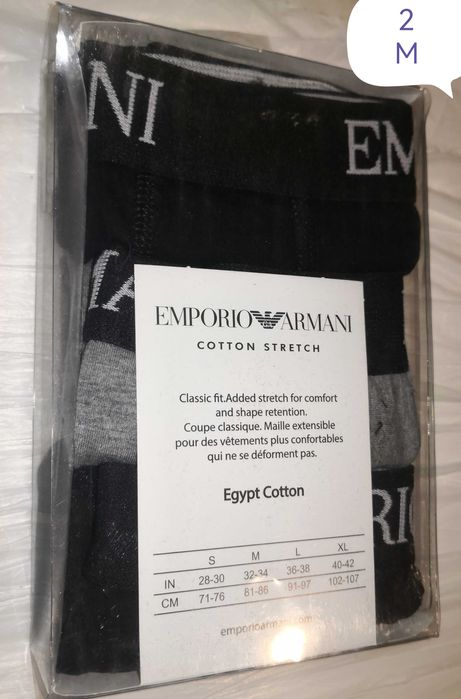 2
M
NI
EM
MA
EMPORIO ARMANI
COTTON STRETCH
Classic fit.Added stretch for comfort
and shape retention.
Coupe classique. Maille extensible
pour des vêtements plus confortables
qui ne se déforment pas.
Egypt Cotton
RIO
S M L XL
IN 28-30 32-34 36-38 40-42
CM 71-76 81-86 91-97 102-107
emporioarmani.com